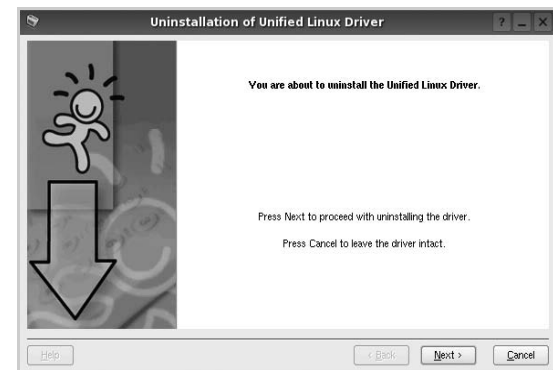 Uninstallation of Unified Linux Driver
You are about to uninstall the Unified Linux Driver.
Press Next to proceed with uninstalling the driver.
Press Cancel to leave the driver intact.
Help
< Back
Next >
Cancel